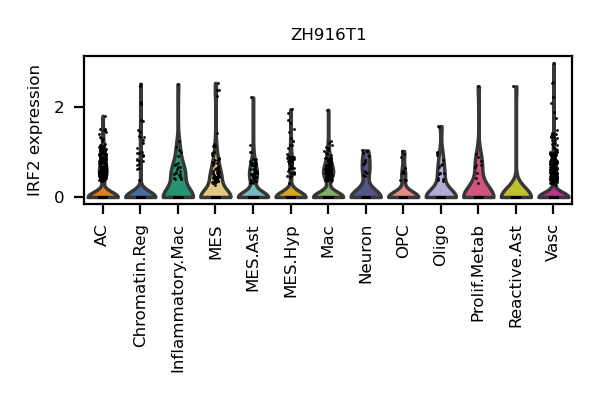 ZH916T1
IRF2 expression
2
0
AC
Chromatin.Reg
Inflammatory.Mac
MES
MES.Ast
MES.Hyp
Mac
Neuron
OPC
Oligo
Prolif.Metab
Reactive.Ast
Vasc